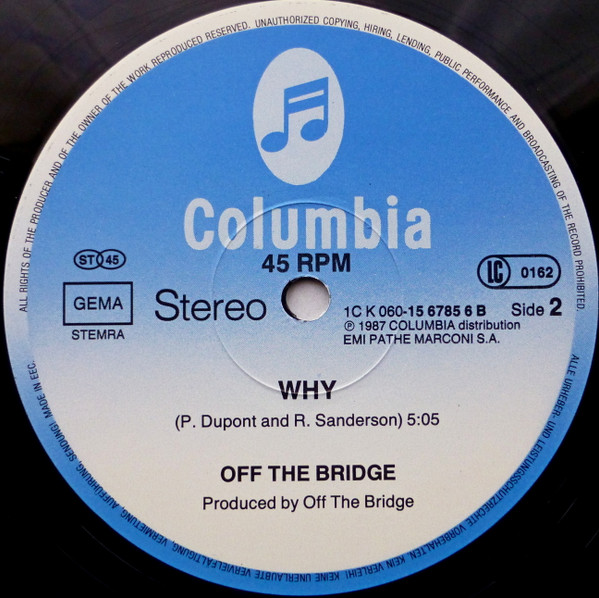 ALL RIGHTS OF THE PRODUCER AND OF THE OWNER OF THE WORK REPRODUCED RESERVED. UNAUTHORIZED COPYING, HIRING, LENDING, PUBLIC PERFORMANCE AND BROADCASTING OF THE RECORD PROHIBITED.
Columbia
45 RPM
ST 45
LC 0162
GEMA
STEMRA
Stereo
1C K 060-15 6785 6 B
Side 2
℗ 1987 COLUMBIA distribution
EMI PATHE MARCONI S.A.
WHY
(P. Dupont and R. Sanderson) 5:05
OFF THE BRIDGE
Produced by Off The Bridge
ALLE URHEBER- UND LEISTUNGSSCHUTZRECHTE VORBEHALTEN. KEIN VERLEIH! KEINE UNERLAUBTE VERVIELFÄLTIGUNG, VERMIETUNG, AUFFÜHRUNG, SENDUNG! MADE IN EEC.